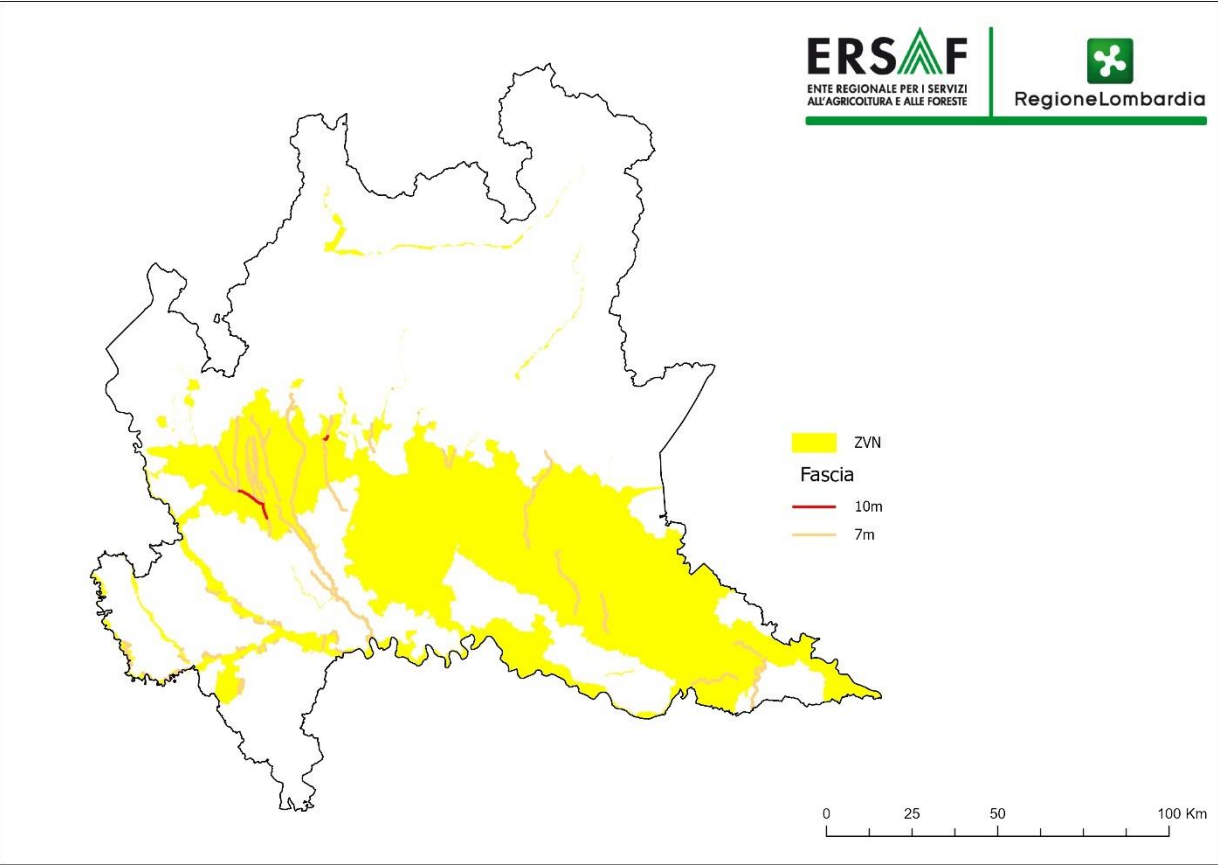 ERSAF
ENTE REGIONALE PER I SERVIZI
ALL'AGRICOLTURA E ALLE FORESTE
RegioneLombardia
ZVN
Fascia
10m
7m
0 25 50 100 Km